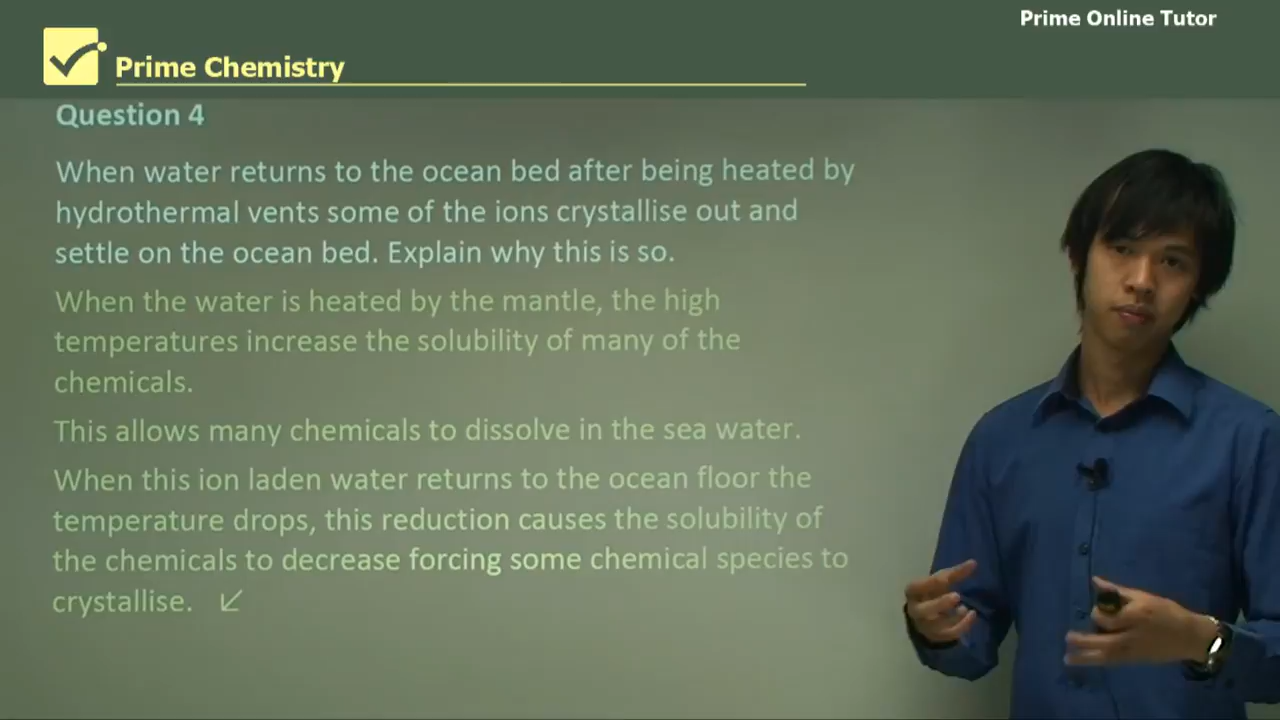 Prime Online Tutor
Prime Chemistry
Question 4
When water returns to the ocean bed after being heated by
hydrothermal vents some of the ions crystallise out and
settle on the ocean bed. Explain why this is so.
When the water is heated by the mantle, the high
temperatures increase the solubility of many of the
chemicals.
This allows many chemicals to dissolve in the sea water.
When this ion laden water returns to the ocean floor the
temperature drops, this reduction causes the solubility of
the chemicals to decrease forcing some chemical species to
crystallise.